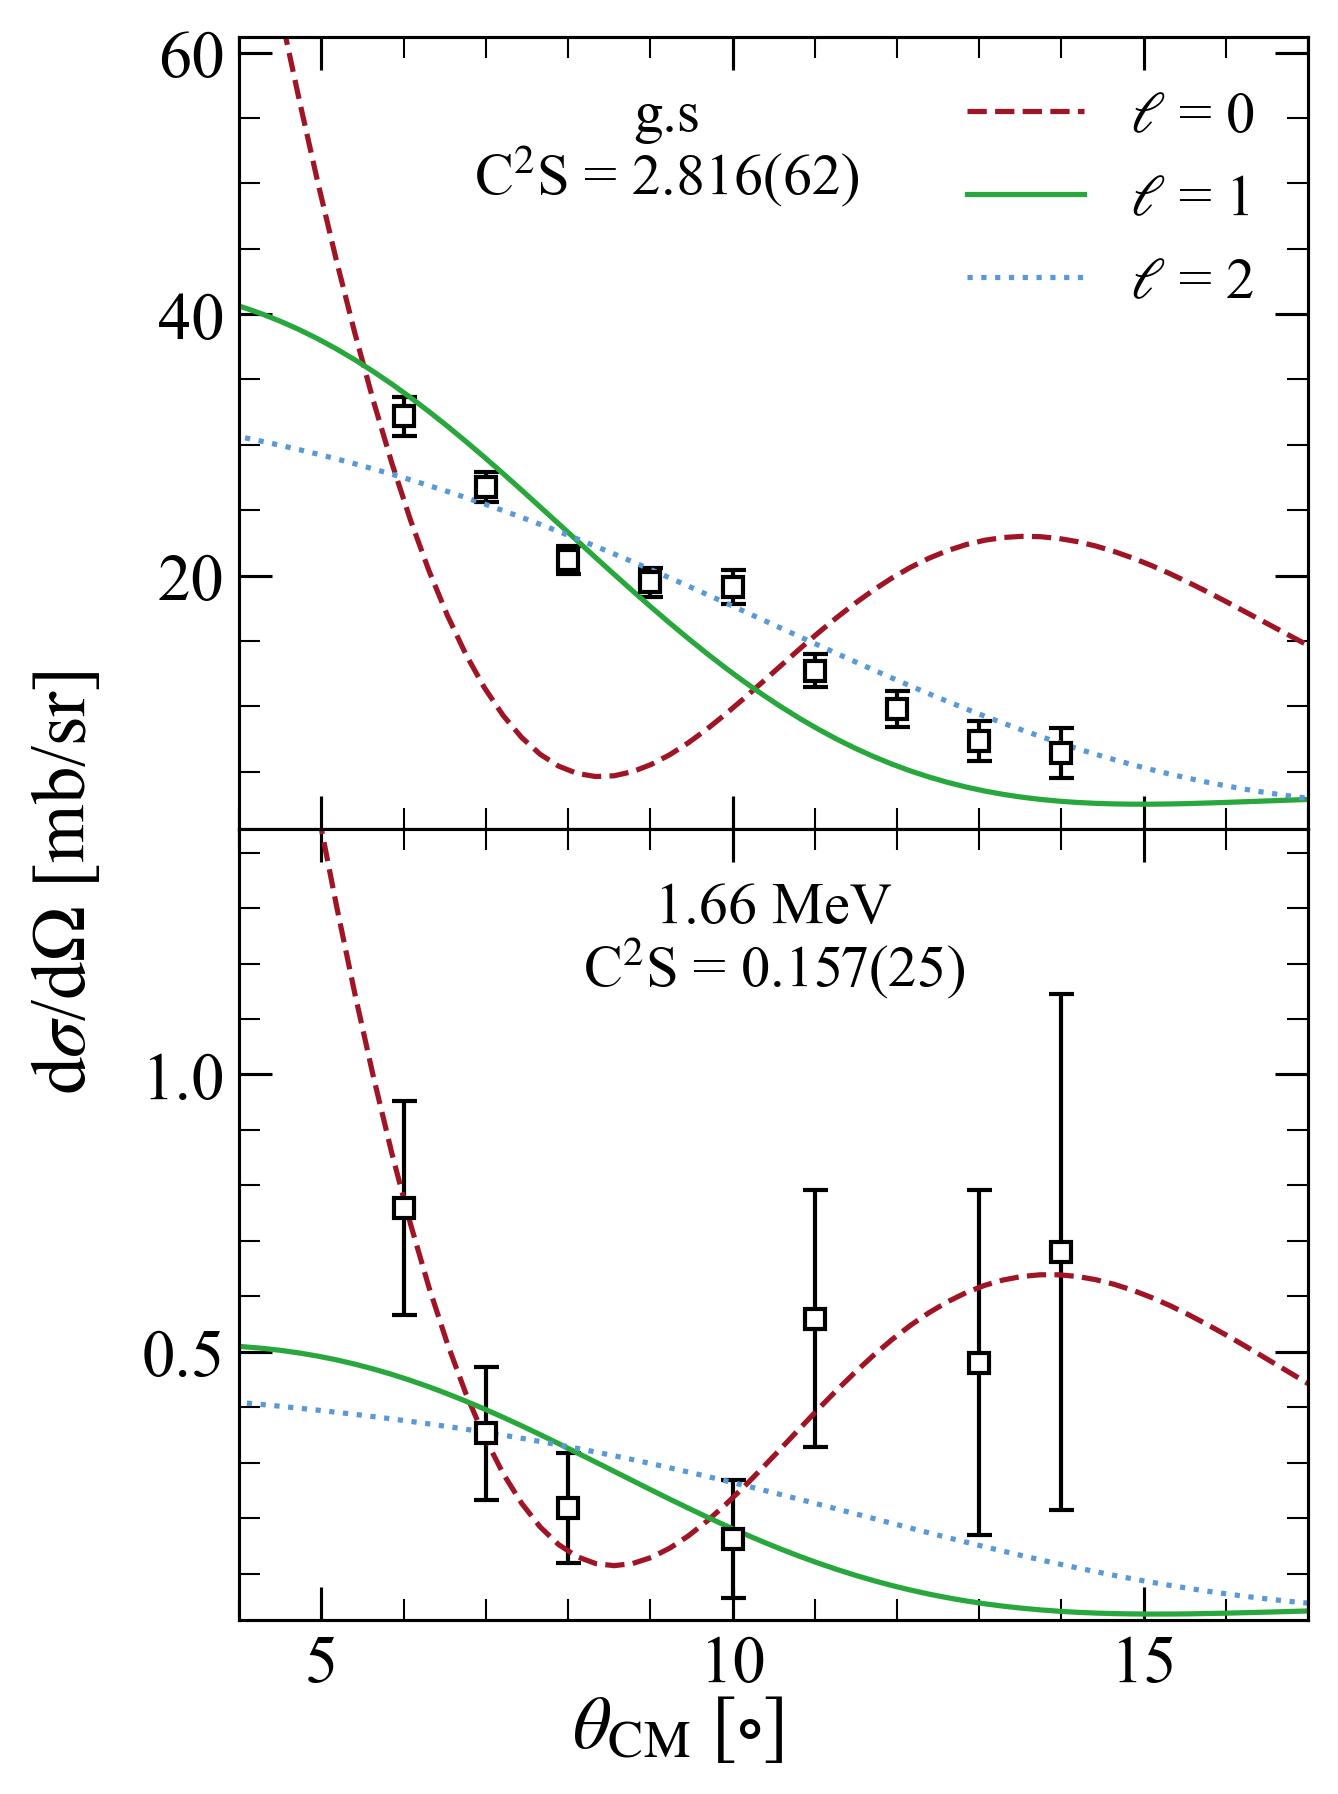 60
40
20
g.s
C²S = 2.816(62)
ℓ = 0
ℓ = 1
ℓ = 2
dσ/dΩ [mb/sr]
1.66 MeV
C²S = 0.157(25)
1.0
0.5
5 10 15
θCM [°]